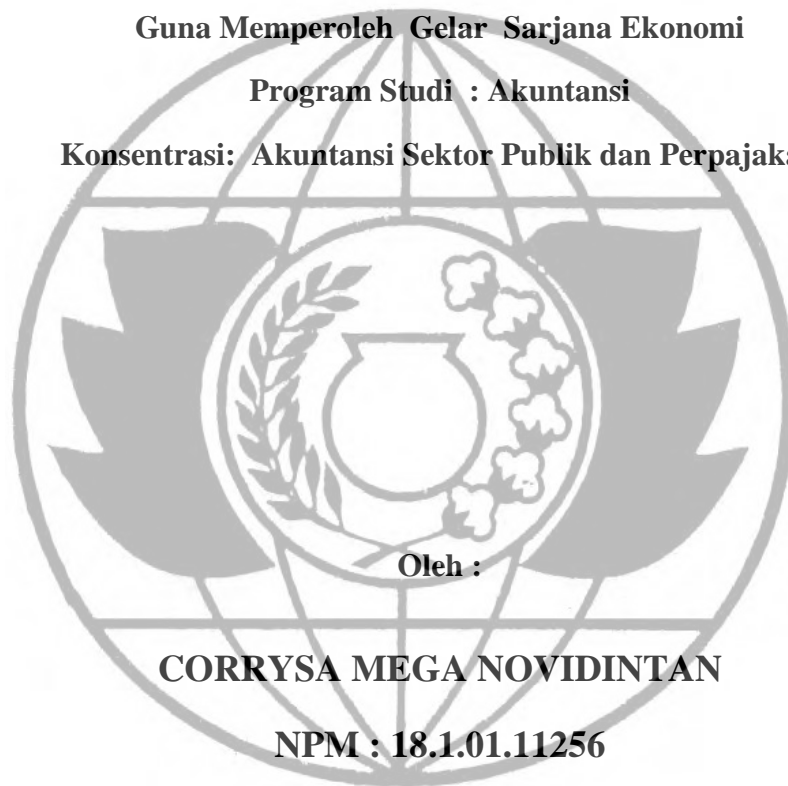 Guna Memperoleh Gelar Sarjana Ekonomi
Program Studi : Akuntansi
Konsentrasi: Akuntansi Sektor Publik dan Perpajaka
Oleh :
CORRYSA MEGA NOVIDINTAN
NPM : 18.1.01.11256